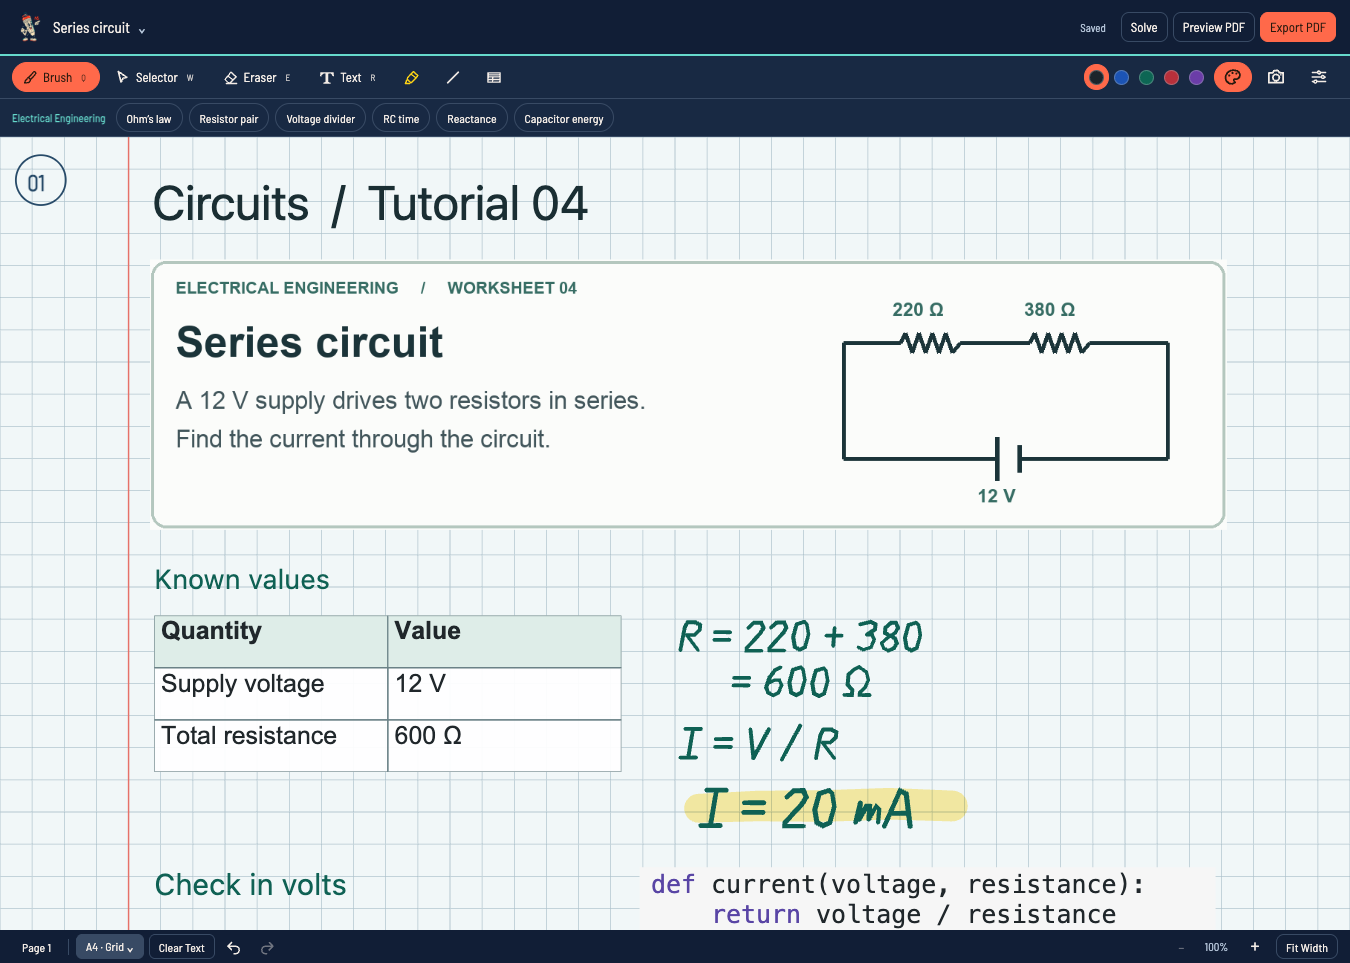 Series circuit
Saved
Solve
Preview PDF
Export PDF
Brush Q
Selector W
Eraser E
Text R
Electrical Engineering
Ohm's law
Resistor pair
Voltage divider
RC time
Reactance
Capacitor energy
01
Circuits / Tutorial 04
ELECTRICAL ENGINEERING / WORKSHEET 04
Series circuit
A 12 V supply drives two resistors in series.
Find the current through the circuit.
220 Ω 380 Ω
12 V
Known values
Quantity Value
Supply voltage 12 V
Total resistance 600 Ω
R = 220 + 380
= 600 Ω
I = V / R
I = 20 mA
Check in volts
def current(voltage, resistance):
return voltage / resistance
Page 1
A4 · Grid
Clear Text
− 100% +
Fit Width